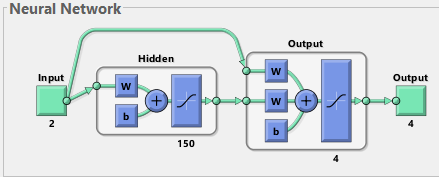 Neural Network
Hidden
Output
Input
W
b
+
W
W
b
+
Output
2
150
4
4